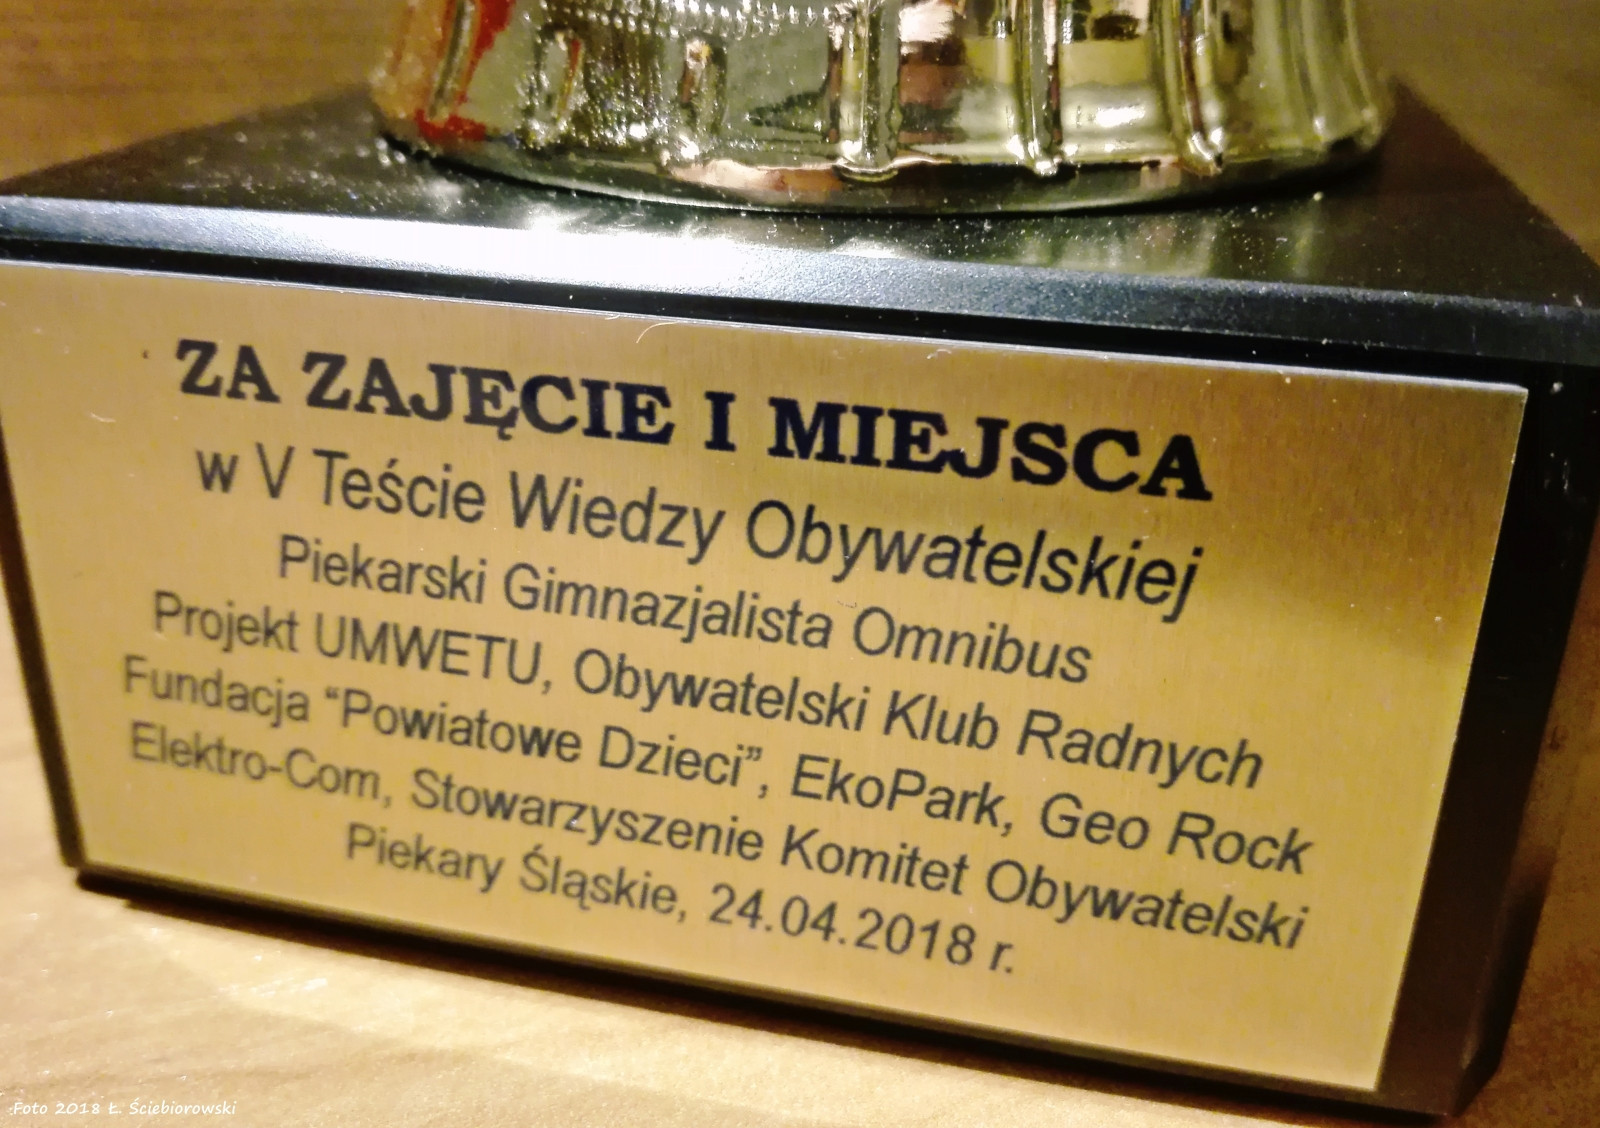 ZA ZAJĘCIE I MIEJSCA
w V Teście Wiedzy Obywatelskiej
Piekarski Gimnazjalista Omnibus
Projekt UMWETU, Obywatelski Klub Radnych
Fundacja “Powiatowe Dzieci”, EkoPark, Geo Rock
Elektro-Com, Stowarzyszenie Komitet Obywatelski
Piekary Śląskie, 24.04.2018 r.
Foto 2018 Ł. Ściebiorowski